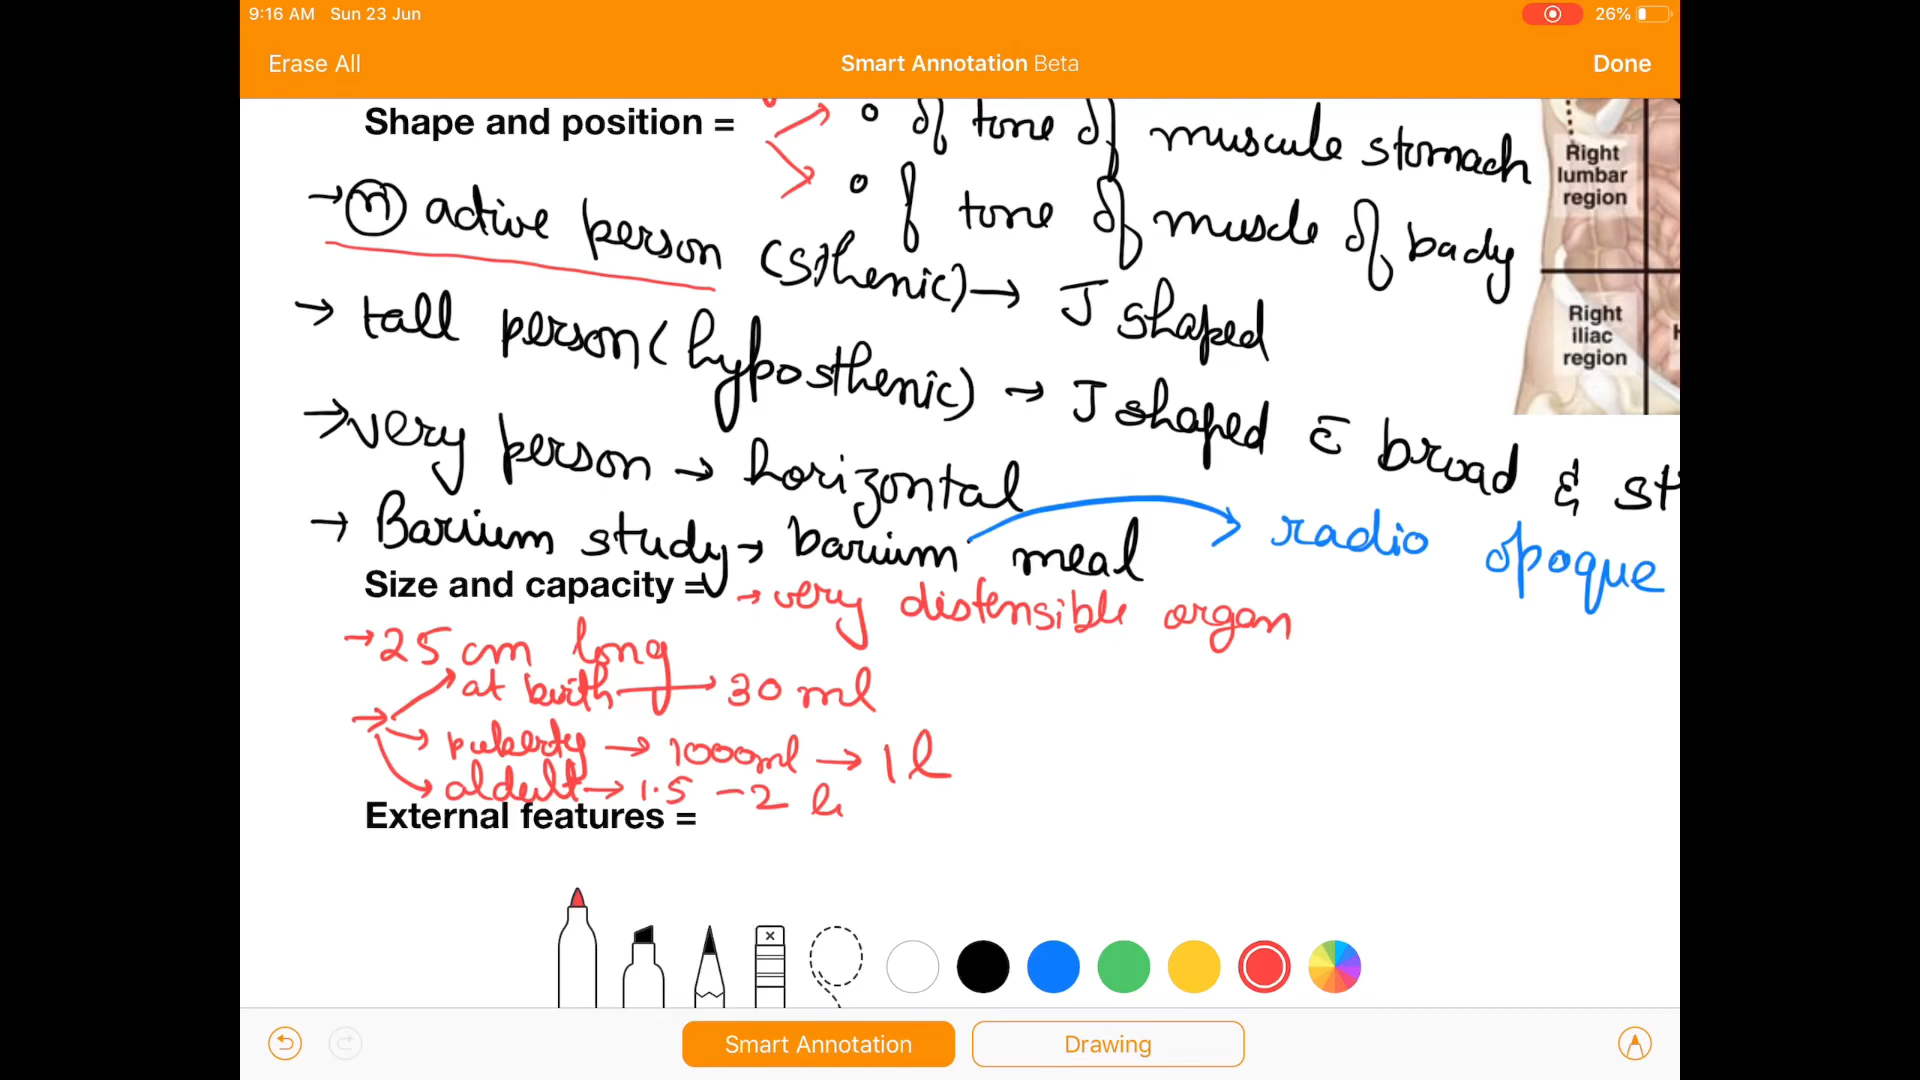 9:16 AM Sun 23 Jun 26%
Erase All Smart Annotation Beta Done
Shape and position = of tone of muscule stomach
of tone of muscle of bady
→ (n) active person (sthenic) → J shaped
→ tall person (hyposthenic) → J shaped c̄ broad & st
→ very person → horizontal
→ Barium study → barium meal → radio opoque
Size and capacity = → very distensible organ
→ 25 cm long
→ at birth → 30 ml
→ puberty → 1000ml → 1 l
→ aldult → 1.5 - 2 l
External features =
Right lumbar region
Right iliac region
Smart Annotation Drawing